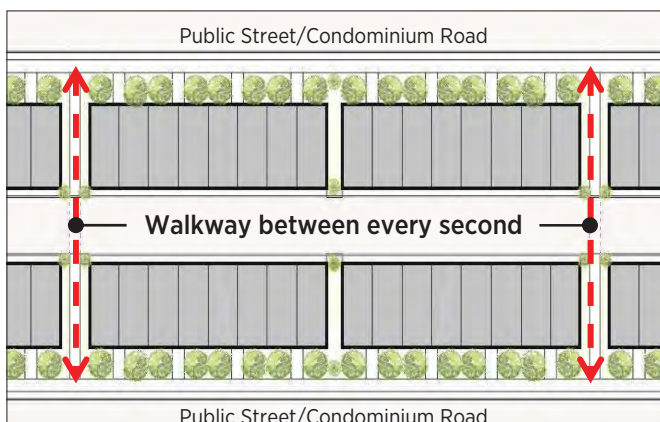 Public Street/Condominium Road
Walkway between every second
Public Street/Condominium Road